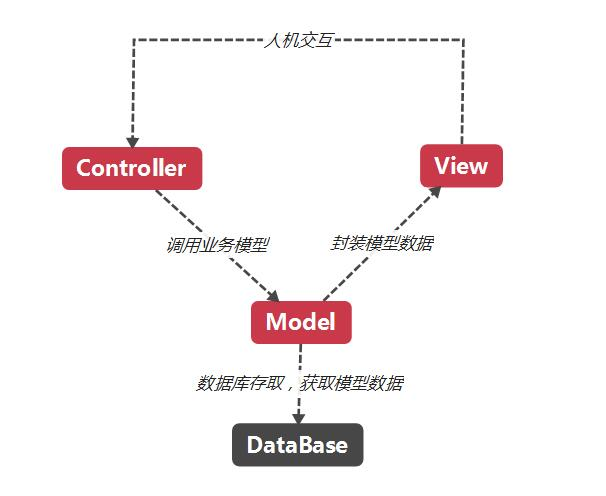 人机交互
Controller
View
调用业务模型
封装模型数据
Model
数据库存取，获取模型数据
DataBase